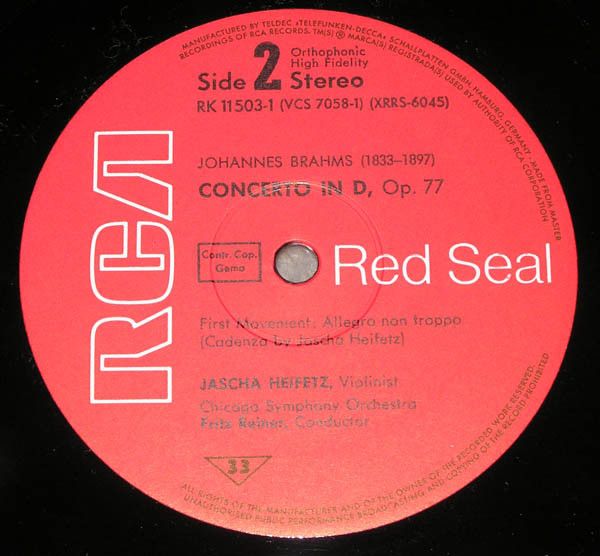 MANUFACTURED BY TELDEC »TELEFUNKEN-DECCA« SCHALLPLATTEN GMBH, HAMBURG, GERMANY - MADE FROM MASTER
RECORDINGS OF RCA RECORDS. TM(S) ® MARCA(S) REGISTRADA(S) USED BY AUTHORITY OF RCA CORPORATION
Side 2 Orthophonic
High Fidelity
Stereo
RK 11503-1 (VCS 7058-1) (XRRS-6045)
JOHANNES BRAHMS (1833–1897)
CONCERTO IN D, Op. 77
RCA
Contr. Cop.
Gema
Red Seal
First Movement: Allegro non troppo
(Cadenza by Jascha Heifetz)
JASCHA HEIFETZ, Violinist
Chicago Symphony Orchestra
Fritz Reiner, Conductor
33
ALL RIGHTS OF THE MANUFACTURER AND OF THE OWNER OF THE RECORDED WORK RESERVED.
UNAUTHORISED PUBLIC PERFORMANCE BROADCASTING AND COPYING OF THE RECORD PROHIBITED